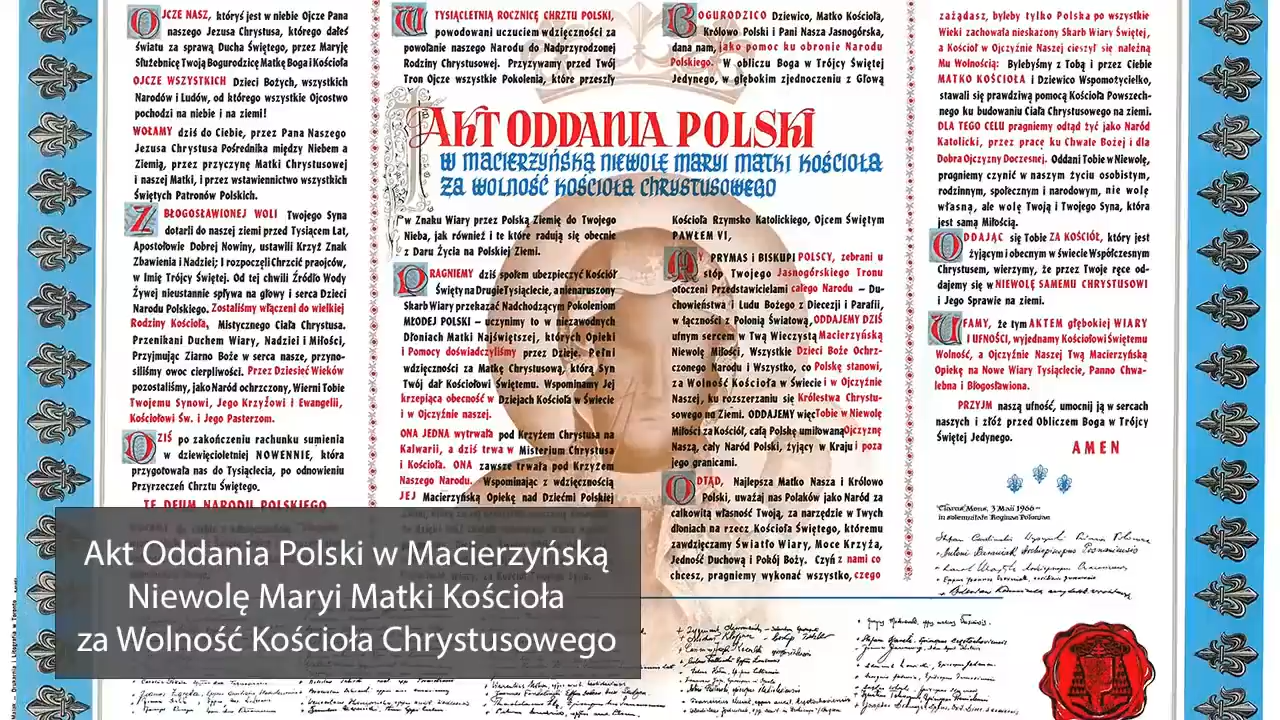 OJCZE NASZ, któryś jest w niebie Ojcze Pana
naszego Jezusa Chrystusa, którego dałeś
światu za sprawą Ducha Świętego, przez Maryję
Służebnicę Twoją Bogurodzicę Matkę Boga i Kościoła
OJCZE WSZYSTKICH Dzieci Bożych, wszystkich
Narodów i Ludów, od którego wszystkie Ojcostwo
pochodzi na niebie i na ziemi!
WOŁAMY dziś do Ciebie, przez Pana Naszego
Jezusa Chrystusa Pośrednika między Niebem a
Ziemią, przez przyczynę Matki Chrystusowej
i naszej Matki, i przez wstawiennictwo wszystkich
Świętych Patronów Polskich.
Z BŁOGOSŁAWIONEJ WOLI Twojego Syna
dotarli do naszej ziemi przed Tysiącem Lat,
Apostołowie Dobrej Nowiny, ustawili Krzyż Znak
Zbawienia i Nadziei; I rozpoczęli Chrzcić praojców,
w Imię Trójcy Świętej. Od tej chwili Źródło Wody
Żywej nieustannie spływa na głowy i serca Dzieci
Narodu Polskiego. Zostaliśmy włączeni do wielkiej
Rodziny Kościoła, Mistycznego Ciała Chrystusa.
Przenikani Duchem Wiary, Nadziei i Miłości,
Przyjmując Ziarno Boże w serca nasze, przyno-
siliśmy owoc cierpliwości. Przez Dziesięć Wieków
pozostaliśmy, jako Naród ochrzczony, Wierni Tobie
Twojemu Synowi, Jego Krzyżowi i Ewangelii,
Kościołowi Św. i Jego Pasterzom.
DZIŚ po zakończeniu rachunku sumienia
w dziewięcioletniej NOWENNIE, która
przygotowała nas do Tysiąclecia, po odnowieniu
Przyrzeczeń Chrztu Świętego.
TE DEUM NARODU POLSKIEGO
W TYSIĄCLETNIĄ ROCZNICĘ CHRZTU POLSKI,
powodowani uczuciem wdzięczności za
powołanie naszego Narodu do Nadprzyrodzonej
Rodziny Chrystusowej. Przyzywamy przed Twój
Tron Ojcze wszystkie Pokolenia, które przeszły
BOGURODZICO Dziewico, Matko Kościoła,
Królowo Polski i Pani Nasza Jasnogórska,
dana nam, jako pomoc ku obronie Narodu
Polskiego. W obliczu Boga w Trójcy Świętej
Jedynego, w głębokim zjednoczeniu z Głową
AKT ODDANIA POLSKI
W MACIERZYŃSKĄ NIEWOLĘ MARYI MATKI KOŚCIOŁA
ZA WOLNOŚĆ KOŚCIOŁA CHRYSTUSOWEGO
w Znaku Wiary przez Polską Ziemię do Twojego
Nieba, jak również i te które radują się obecnie
z Daru Życia na Polskiej Ziemi.
PRAGNIEMY dziś społem ubezpieczyć Kościół
Święty na Drugie Tysiąclecie, a nienaruszony
Skarb Wiary przekazać Nadchodzącym Pokoleniom
MŁODEJ POLSKI – uczynimy to w niezawodnych
Dłoniach Matki Najświętszej, których Opieki
i Pomocy doświadczyliśmy przez Dzieje. Pełni
wdzięczności za Matkę Chrystusową, którą Syn
Twój dał Kościołowi Świętemu. Wspominamy Jej
krzepiącą obecność w Dziejach Kościoła w Świecie
i w Ojczyźnie naszej.
ONA JEDNA wytrwała pod Krzyżem Chrystusa na
Kalwarii, a dziś trwa w Misterium Chrystusa
i Kościoła. ONA zawsze trwała pod Krzyżem
Naszego Narodu. Wspominając z wdzięcznością
JEJ Macierzyńską Opiekę nad Dziećmi Polskiej
Kościoła Rzymsko Katolickiego, Ojcem Świętym
PAWŁEM VI,
MY PRYMAS i BISKUPI POLSCY, zebrani u
stóp Twojego Jasnogórskiego Tronu
otoczeni Przedstawicielami całego Narodu – Du-
chowieństwa i Ludu Bożego z Diecezji i Parafii,
w łączności z Polonią Światową, ODDAJEMY DZIŚ
ufnym sercem w Twą Wieczystą Macierzyńską
Niewolę Miłości, Wszystkie Dzieci Boże Ochrz-
czonego Narodu i Wszystko, co Polskę stanowi,
za Wolność Kościoła w Świecie i w Ojczyźnie
Naszej, ku rozszerzaniu się Królestwa Chrystu-
sowego na Ziemi. ODDAJEMY więc Tobie w Niewolę
Miłości za Kościół, całą Polskę umiłowaną Ojczyznę
Naszą, cały Naród Polski, żyjący w Kraju i poza
jego granicami.
ODTĄD, Najlepsza Matko Nasza i Królowo
Polski, uważaj nas Polaków jako Naród za
całkowitą własność Twoją, za narzędzie w Twych
dłoniach na rzecz Kościoła Świętego, któremu
zawdzięczamy Światło Wiary, Moce Krzyża,
Jedność Duchową i Pokój Boży. Czyń z nami co
chcesz, pragniemy wykonać wszystko, czego
zażądasz, byleby tylko Polska po wszystkie
Wieki zachowała nieskazony Skarb Wiary Świętej,
a Kościół w Ojczyźnie Naszej cieszył się należną
Mu Wolnością: Bylebyśmy z Tobą i przez Ciebie
MATKO KOŚCIOŁA i Dziewico Wspomożycielko,
stawali się prawdziwą pomocą Kościoła Powszech-
nego ku budowaniu Ciała Chrystusowego na ziemi.
DLA TEGO CELU pragniemy odtąd żyć jako Naród
Katolicki, przez pracę ku Chwale Bożej i dla
Dobra Ojczyzny Doczesnej. Oddani Tobie w Niewolę,
pragniemy czynić w naszym życiu osobistym,
rodzinnym, społecznym i narodowym, nie wolę
własną, ale wolę Twoją i Twojego Syna, która
jest samą Miłością.
ODDAJĄC się Tobie ZA KOŚCIÓŁ, który jest
żyjącym i obecnym w świecie Współczesnym
Chrystusem, wierzymy, że przez Twoje ręce od-
dajemy się w NIEWOLĘ SAMEMU CHRYSTUSOWI
i Jego Sprawie na ziemi.
UFAMY, że tym AKTEM głębokiej WIARY
I UFNOŚCI, wyjednamy Kościołowi Świętemu
Wolność, a Ojczyźnie Naszej Twą Macierzyńską
Opiekę na Nowe Wiary Tysiąclecie, Panno Chwa-
lebna i Błogosławiona.
PRZYJM naszą ufność, umocnij ją w sercach
naszych i złóż przed Obliczem Boga w Trójcy
Świętej Jedynego.
AMEN
Clarus Mons, 3 Maii 1966 –
in solemnitate Reginae Poloniae
Akt Oddania Polski w Macierzyńską
Niewolę Maryi Matki Kościoła
za Wolność Kościoła Chrystusowego